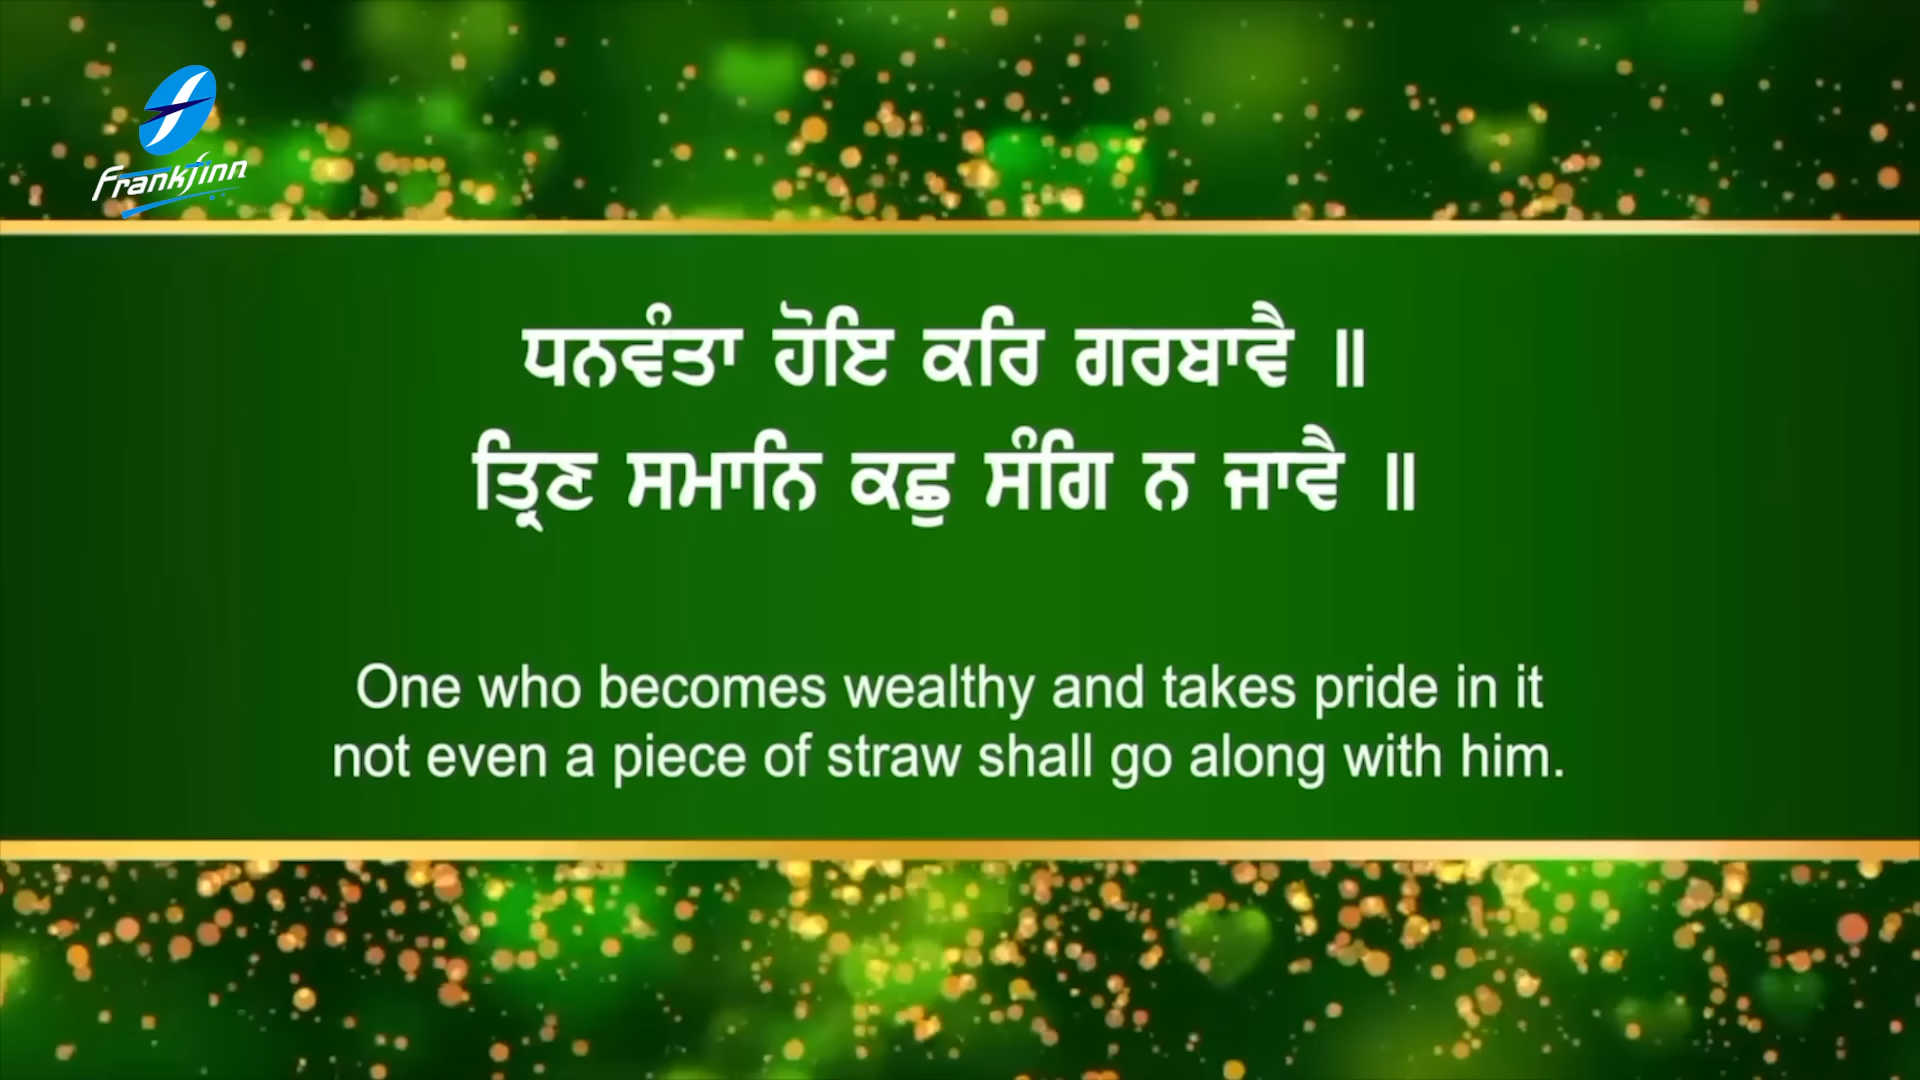 Frankfinn
ਧਨਵੰਤਾ ਹੋਇ ਕਰਿ ਗਰਬਾਵੈ ॥
ਤ੍ਰਿਣ ਸਮਾਨਿ ਕਛੁ ਸੰਗਿ ਨ ਜਾਵੈ ॥
One who becomes wealthy and takes pride in it
not even a piece of straw shall go along with him.